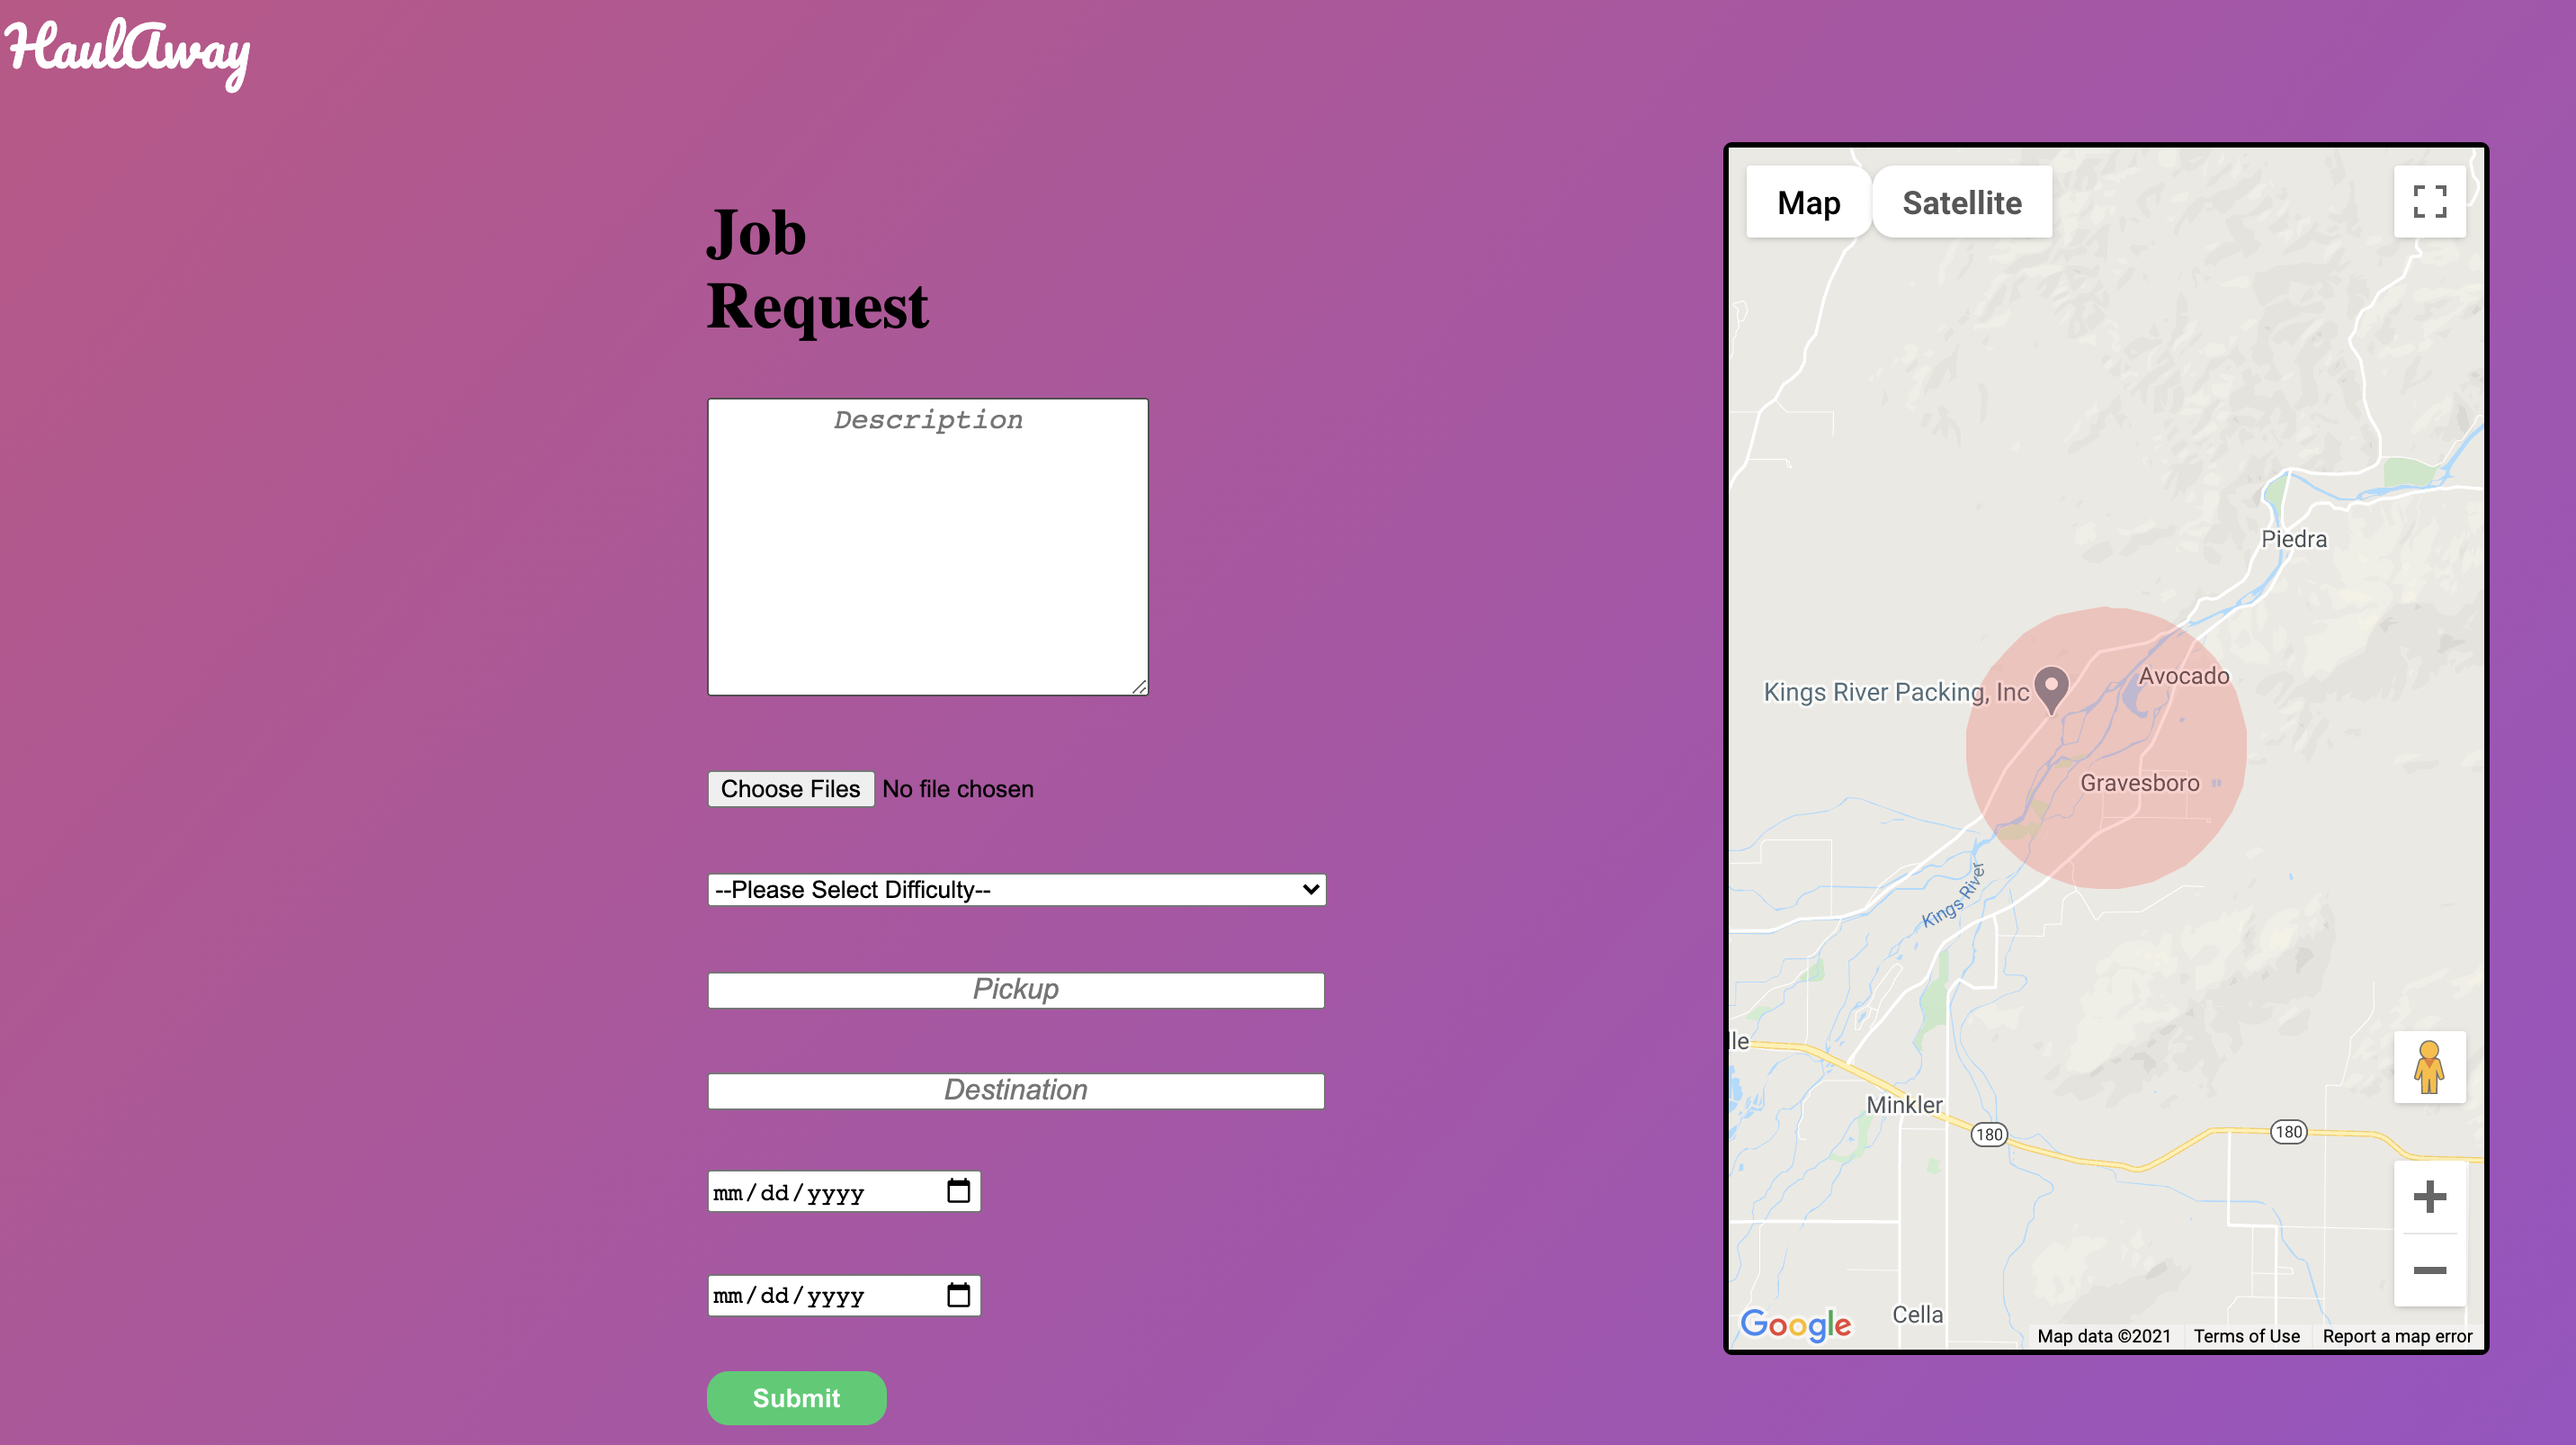 HaulAway
Job
Request
Description
Choose Files No file chosen
--Please Select Difficulty--
Pickup
Destination
mm/dd/yyyy
mm/dd/yyyy
Submit
Map Satellite
Piedra
Avocado
Kings River Packing, Inc
Gravesboro
Kings River
lle
Minkler
180
180
Cella
Google
Map data ©2021 Terms of Use Report a map error